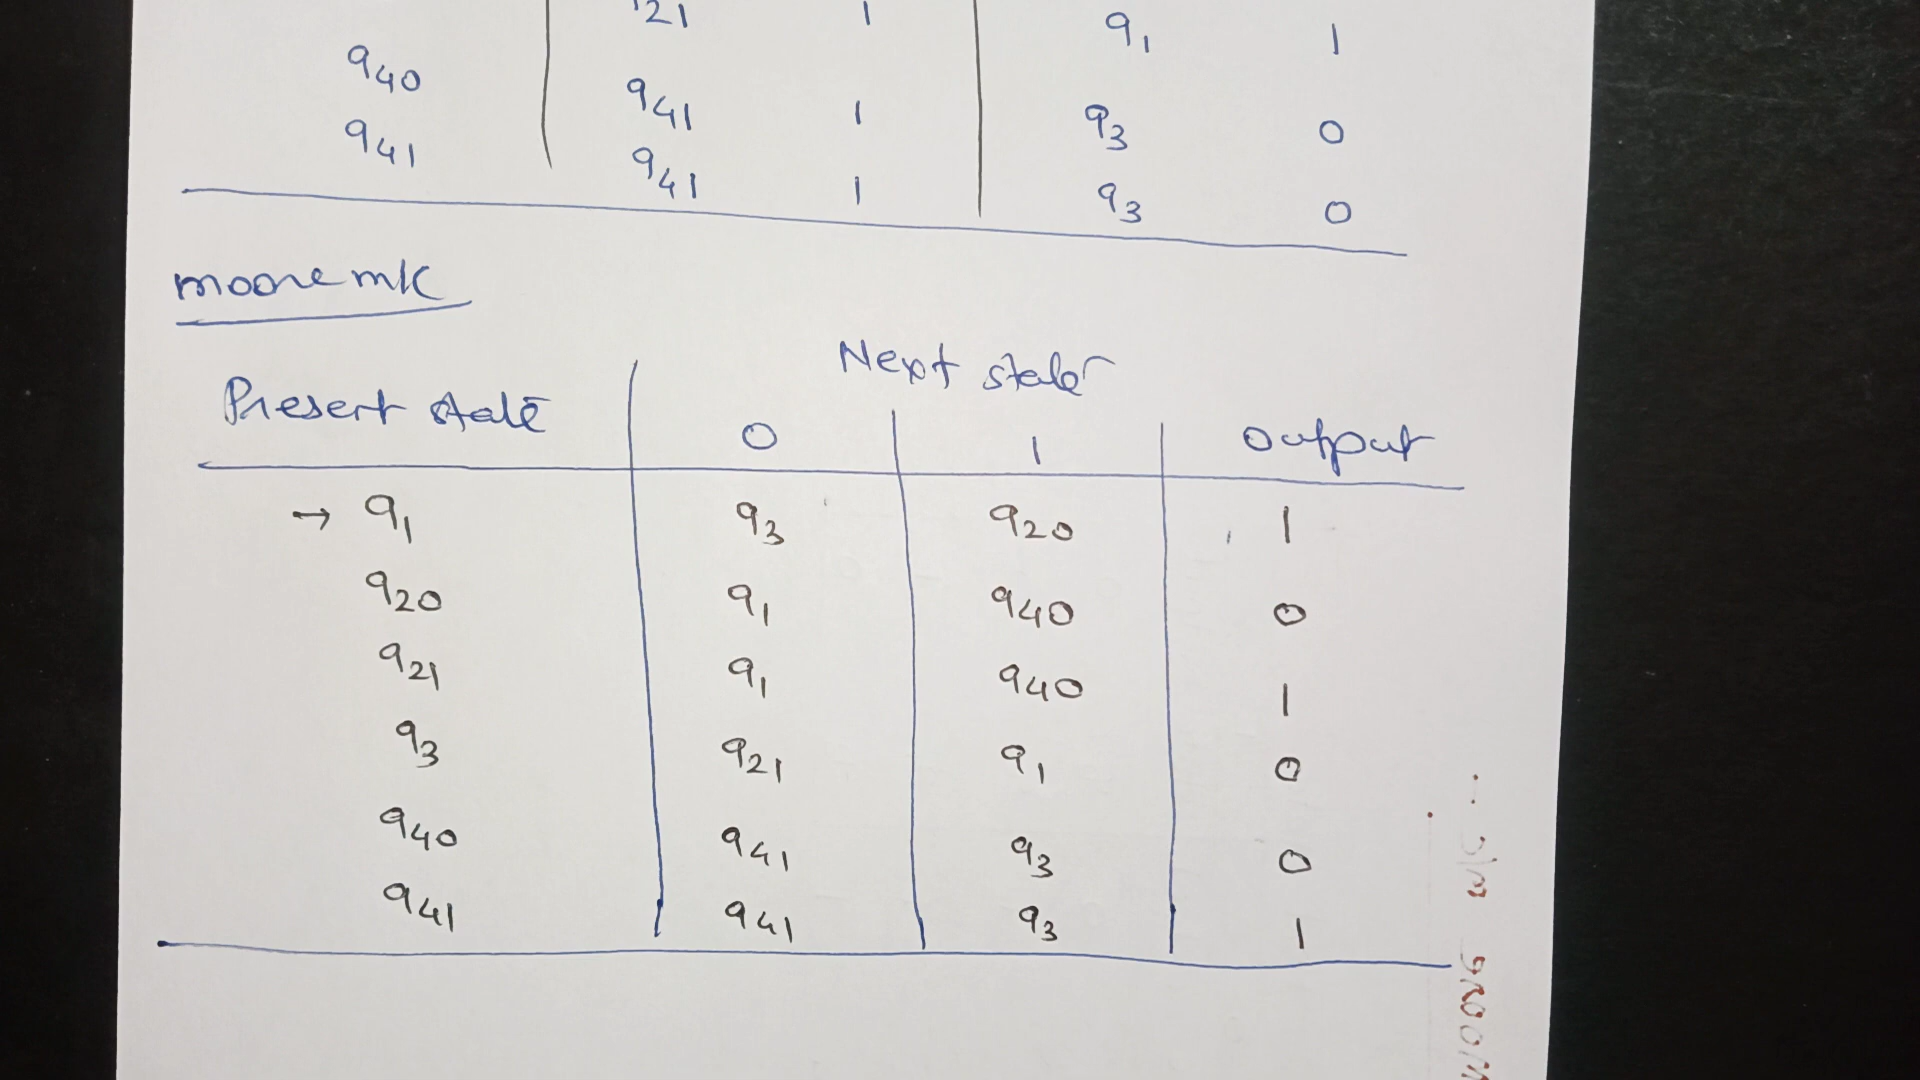 21 1 q1 1
q40 q41 1 q3 0
q41 q41 1 q3 0
moore m/c
Next state
Present state 0 1 output
→ q1 q3 q20 1
q20 q1 q40 0
q21 q1 q40 1
q3 q21 q1 0
q40 q41 q3 0
q41 q41 q3 1